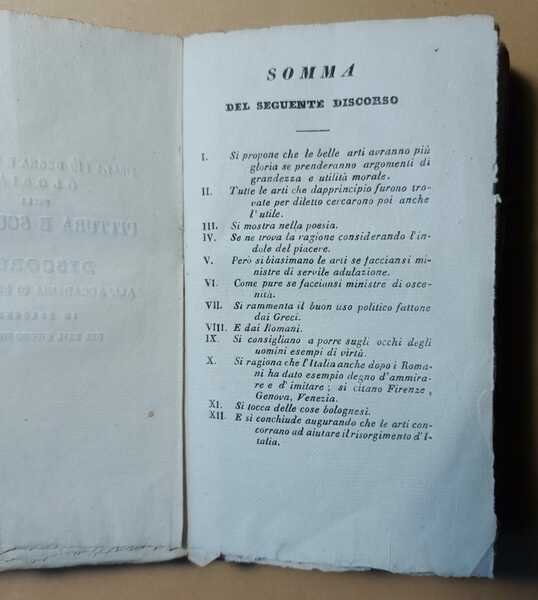 SOMMA
DEL SEGUENTE DISCORSO
I. Si propone che le belle arti avranno più
gloria se prenderanno argomenti di
grandezza e utilità morale.
II. Tutte le arti che dapprincipio furono tro-
vate per diletto cercarono poi anche
l'utile.
III. Si mostra nella poesia.
IV. Se ne trova la ragione considerando l'in-
dole del piacere.
V. Però si biasimano le arti se facciansi mi-
nistre di servile adulazione.
VI. Come pure se facciansi ministre di osce-
nità.
VII. Si rammenta il buon uso politico fattone
dai Greci.
VIII. E dai Romani.
IX. Si consigliano a porre sugli occhi degli
uomini esempi di virtù.
X. Si ragiona che l'Italia anche dopo i Roma-
ni ha dato esempio degno d'ammira-
re e d'imitare; si citano Firenze,
Genova, Venezia.
XI. Si tocca delle cose bolognesi.
XII. E si conchiude augurando che le arti con-
corrano ad aiutare il risorgimento d'I-
talia.